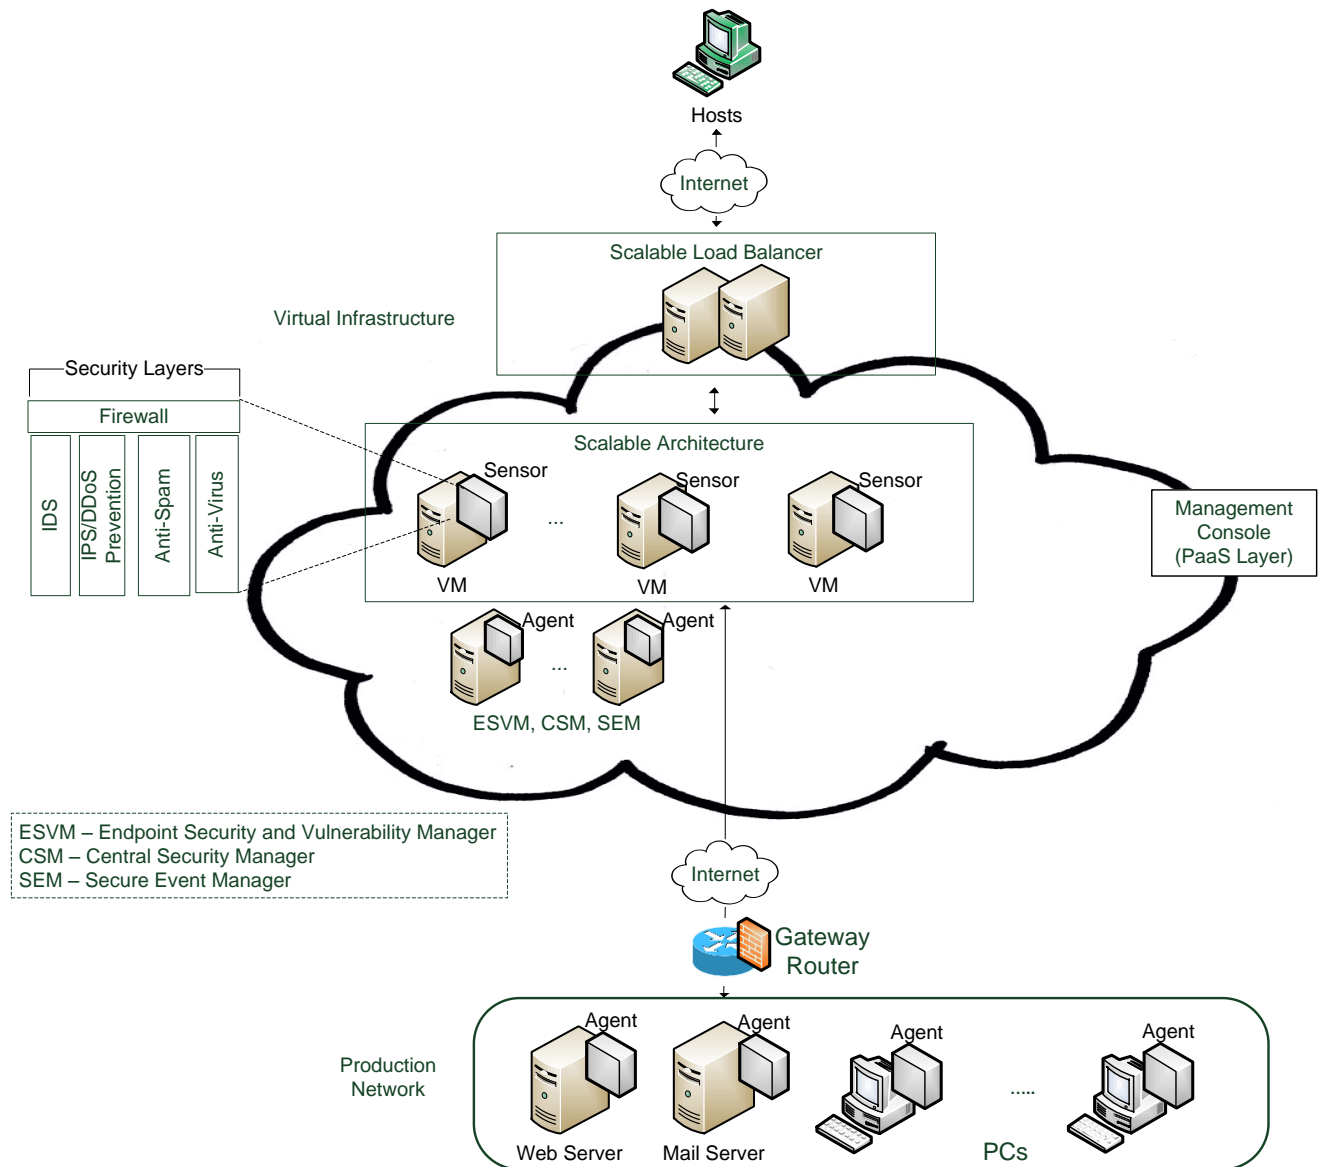 Hosts
Internet
Scalable Load Balancer
Virtual Infrastructure
Security Layers
Firewall
IDS
IPS/DDoS
Prevention
Anti-Spam
Anti-Virus
Scalable Architecture
Sensor
Sensor
Sensor
...
VM
VM
VM
Management
Console
(PaaS Layer)
Agent
Agent
...
ESVM, CSM, SEM
ESVM – Endpoint Security and Vulnerability Manager
CSM – Central Security Manager
SEM – Secure Event Manager
Internet
Gateway
Router
Production
Network
Agent
Agent
Agent
Agent
.....
Web Server
Mail Server
PCs